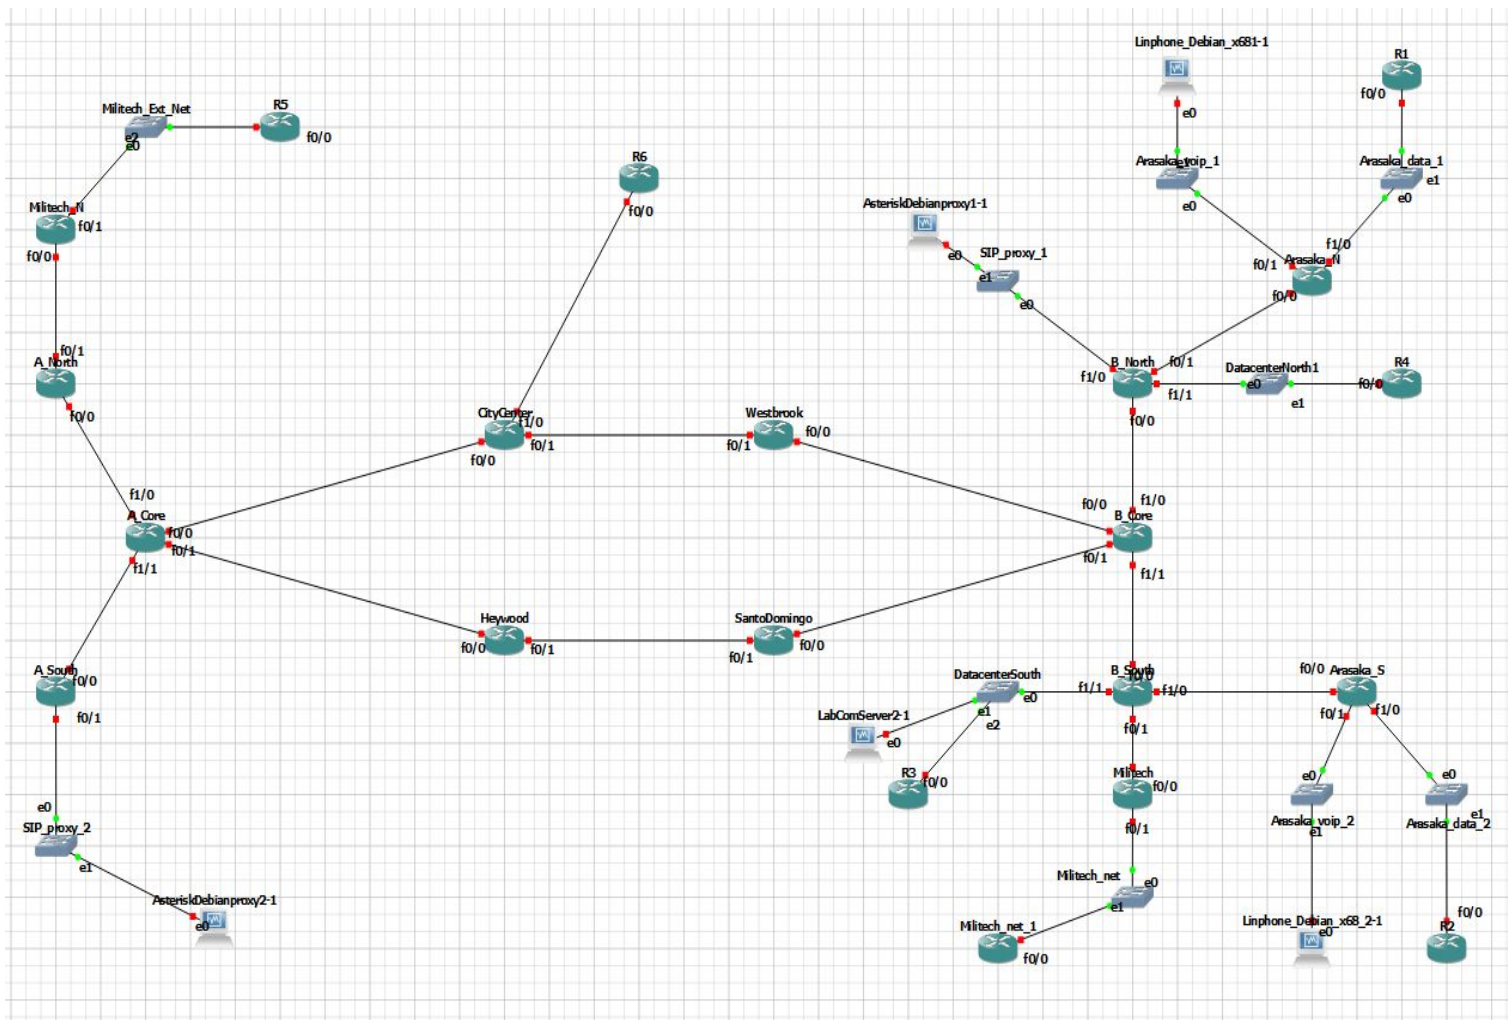 Linphone_Debian_x681-1
R1
f0/0
e0
Militech_Ext_Net
R5
e2
e0
f0/0
R6
f0/0
Arasaka_voip_1
e1
e0
Arasaka_data_1
e1
e0
Militech_N
f0/1
f0/0
AsteriskDebianproxy1-1
e0
SIP_proxy_1
e1
e0
f1/0
f0/1
Arasaka_N
f0/0
f0/1
A_North
f0/0
B_North
f0/1
f1/0
f1/1
f0/0
DatacenterNorth1
e0
e1
R4
f0/0
CityCenter
f1/0
f0/1
f0/0
Westbrook
f0/0
f0/1
f1/0
A_Core
f0/0
f0/1
f1/1
f0/0
f1/0
B_Core
f0/1
f1/1
Heywood
f0/0
f0/1
SantoDomingo
f0/0
f0/1
A_South
f0/0
f0/1
DatacenterSouth
e0
e1
e2
B_South
f0/0
f1/1
f1/0
f0/1
f0/0
Arasaka_S
f0/1
f1/0
LabComServer2-1
e0
R3
f0/0
Militech
f0/0
f0/1
e0
Arasaka_voip_2
e1
e0
e1
Arasaka_data_2
e0
SIP_proxy_2
e1
Militech_net
e0
e1
AsteriskDebianproxy2-1
e0
Militech_net_1
f0/0
Linphone_Debian_x68_2-1
e0
f0/0
R2